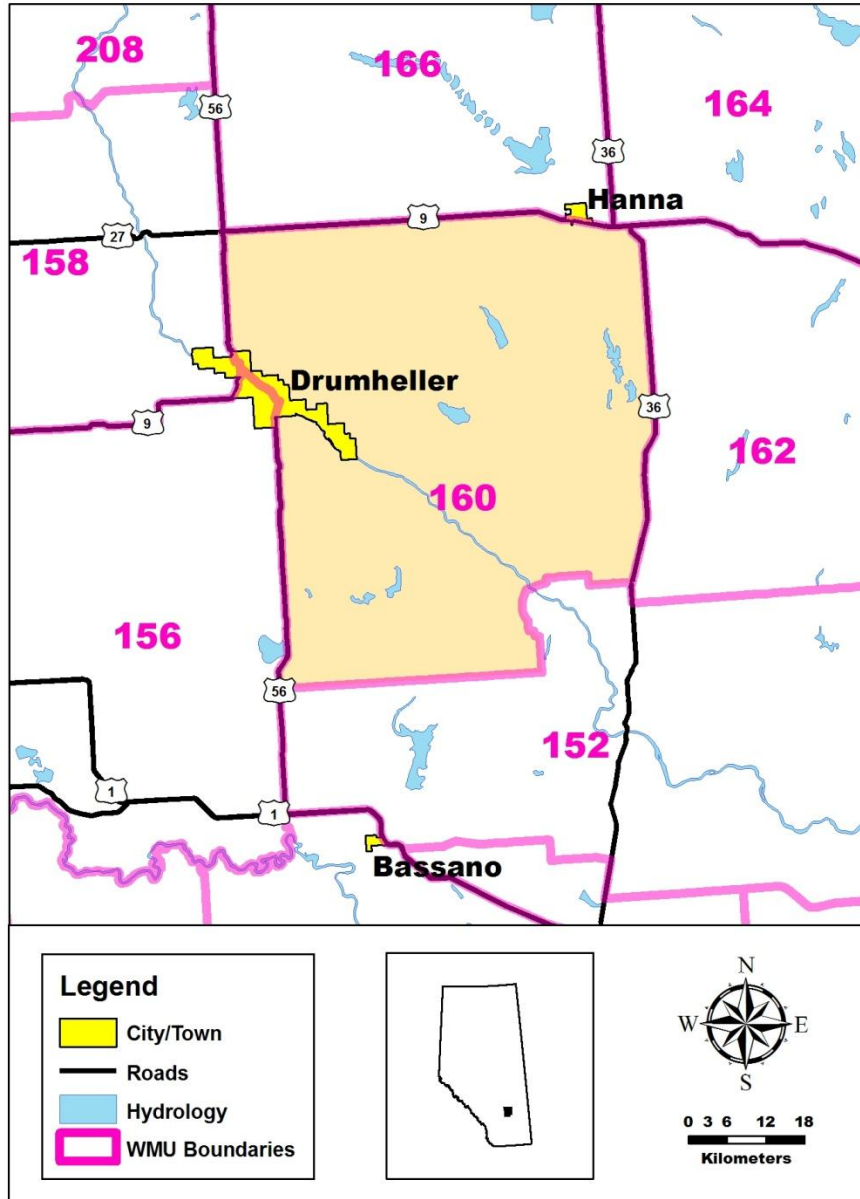 208
166
164
56
36
Hanna
9
27
158
Drumheller
36
9
162
160
156
56
152
1
1
Bassano
Legend
City/Town
Roads
Hydrology
WMU Boundaries
N
W E
S
0 3 6 12 18
Kilometers